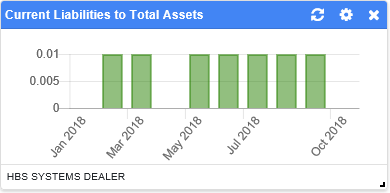 Current Liabilities to Total Assets
0.01
0.005
0
Jan 2018
Mar 2018
May 2018
Jul 2018
Oct 2018
HBS SYSTEMS DEALER